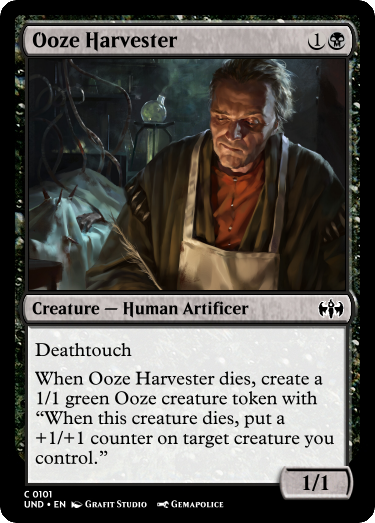 Ooze Harvester 1
Creature — Human Artificer
Deathtouch
When Ooze Harvester dies, create a
1/1 green Ooze creature token with
“When this creature dies, put a
+1/+1 counter on target creature you
control.”
1/1
C 0101
UND • EN Grafit Studio Gemapolice